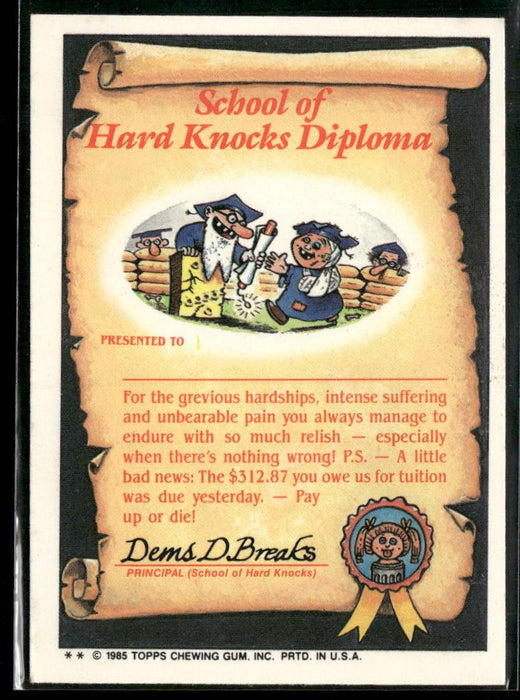 School of
Hard Knocks Diploma
PRESENTED TO
For the grevious hardships, intense suffering
and unbearable pain you always manage to
endure with so much relish — especially
when there's nothing wrong! P.S. — A little
bad news: The $312.87 you owe us for tuition
was due yesterday. — Pay
up or die!
Dems D. Breaks
PRINCIPAL (School of Hard Knocks)
** © 1985 TOPPS CHEWING GUM. INC. PRTD. IN U.S.A.